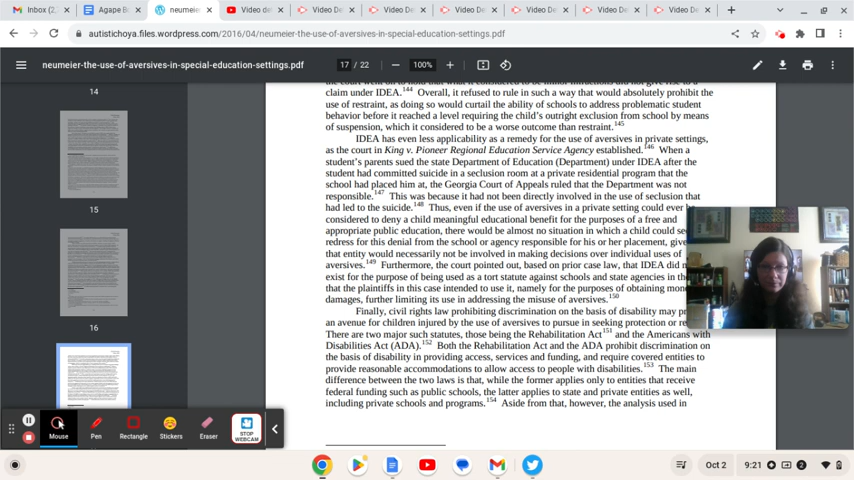 Inbox (2,
Agape Bo
neumeier
Video de
Video De
Video De
Video De
Video De
Video De
Video De
autistichoya.files.wordpress.com/2016/04/neumeier-the-use-of-aversives-in-special-education-settings.pdf
neumeier-the-use-of-aversives-in-special-education-settings.pdf
17 / 22
100%
14
15
16
claim under IDEA.144 Overall, it refused to rule in such a way that would absolutely prohibit the
use of restraint, as doing so would curtail the ability of schools to address problematic student
behavior before it reached a level requiring the child's outright exclusion from school by means
of suspension, which it considered to be a worse outcome than restraint.145
IDEA has even less applicability as a remedy for the use of aversives in private settings,
as the court in King v. Pioneer Regional Education Service Agency established.146 When a
student's parents sued the state Department of Education (Department) under IDEA after the
student had committed suicide in a seclusion room at a private residential program that the
school had placed him at, the Georgia Court of Appeals ruled that the Department was not
responsible.147 This was because it had not been directly involved in the use of seclusion that
had led to the suicide.148 Thus, even if the use of aversives in a private setting could ever be
considered to deny a child meaningful educational benefit for the purposes of a free and
appropriate public education, there would be almost no situation in which a child could se
redress for this denial from the school or agency responsible for his or her placement, give
that entity would necessarily not be involved in making decisions over individual uses of
aversives.149 Furthermore, the court pointed out, based on prior case law, that IDEA did n
exist for the purpose of being used as a tort statute against schools and state agencies in th
that the plaintiffs in this case intended to use it, namely for the purposes of obtaining mone
damages, further limiting its use in addressing the misuse of aversives.150
Finally, civil rights law prohibiting discrimination on the basis of disability may p
an avenue for children injured by the use of aversives to pursue in seeking protection or re
There are two major such statutes, those being the Rehabilitation Act151 and the Americans with
Disabilities Act (ADA).152 Both the Rehabilitation Act and the ADA prohibit discrimination on
the basis of disability in providing access, services and funding, and require covered entities to
provide reasonable accommodations to allow access to people with disabilities.153 The main
difference between the two laws is that, while the former applies only to entities that receive
federal funding such as public schools, the latter applies to state and private entities as well,
including private schools and programs.154 Aside from that, however, the analysis used in
Mouse
Pen
Rectangle
Stickers
Eraser
STOP
WEBCAM
Oct 2
9:21
2